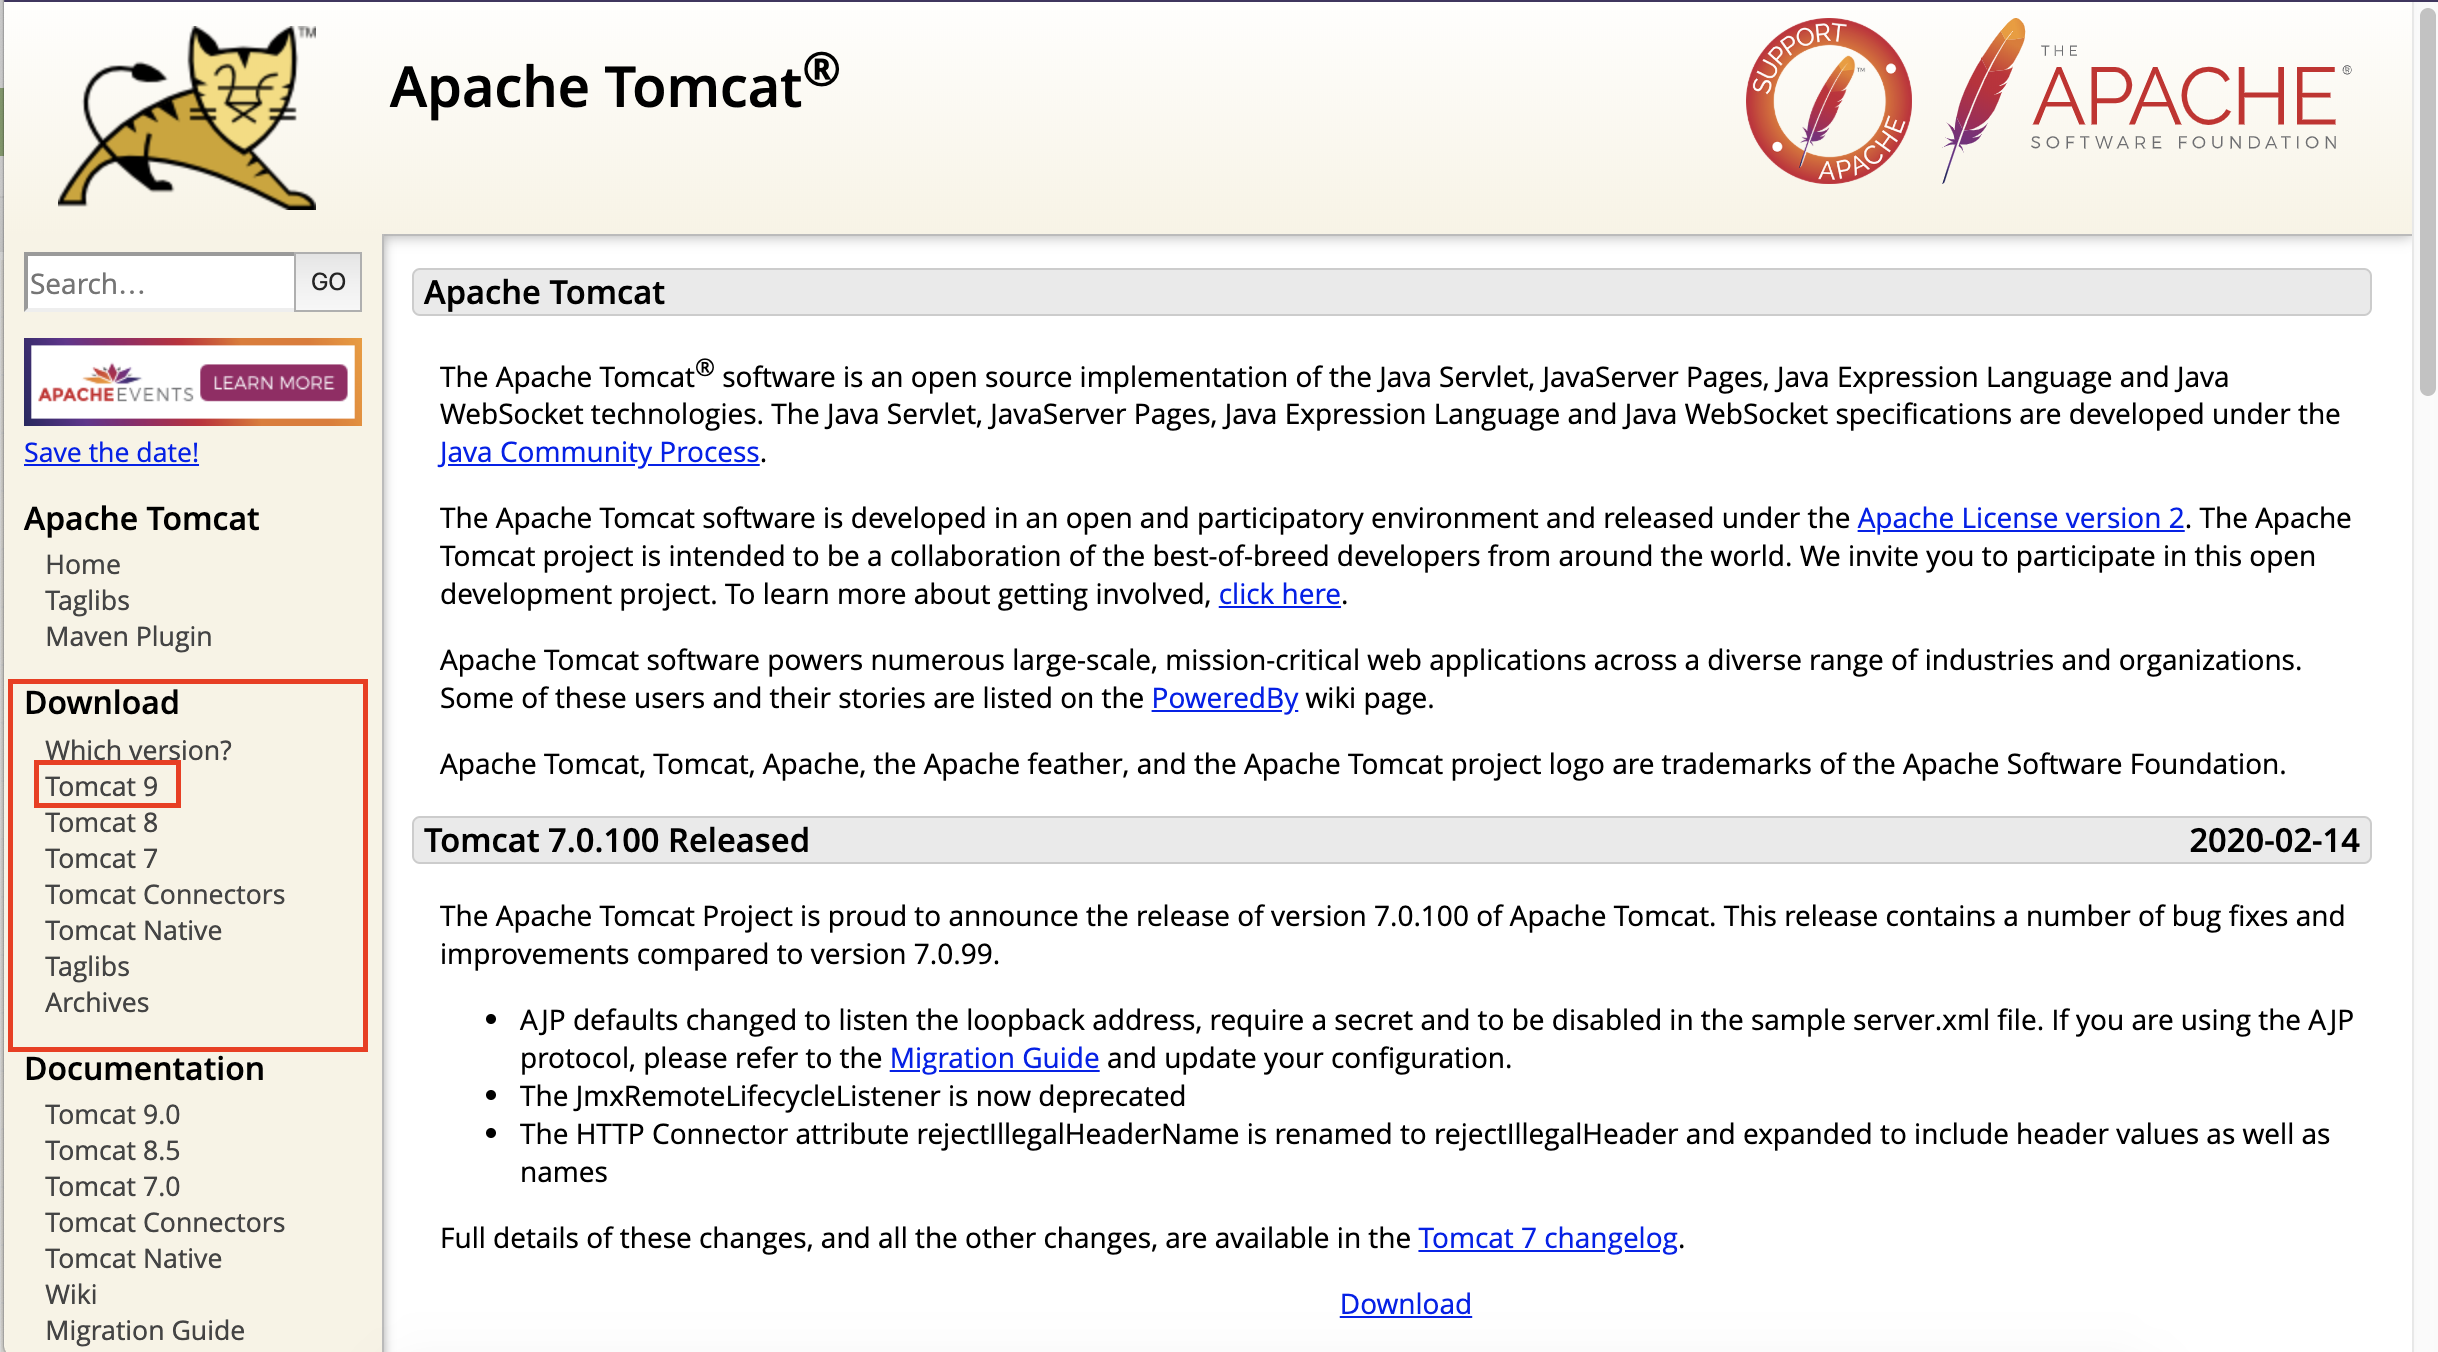 TM
Apache Tomcat®
SUPPORT
APACHE
TM
THE
APACHE®
SOFTWARE FOUNDATION
Search...
GO
APACHEEVENTS LEARN MORE
Save the date!
Apache Tomcat
Home
Taglibs
Maven Plugin
Download
Which version?
Tomcat 9
Tomcat 8
Tomcat 7
Tomcat Connectors
Tomcat Native
Taglibs
Archives
Documentation
Tomcat 9.0
Tomcat 8.5
Tomcat 7.0
Tomcat Connectors
Tomcat Native
Wiki
Migration Guide
Apache Tomcat
The Apache Tomcat® software is an open source implementation of the Java Servlet, JavaServer Pages, Java Expression Language and Java
WebSocket technologies. The Java Servlet, JavaServer Pages, Java Expression Language and Java WebSocket specifications are developed under the
Java Community Process.
The Apache Tomcat software is developed in an open and participatory environment and released under the Apache License version 2. The Apache
Tomcat project is intended to be a collaboration of the best-of-breed developers from around the world. We invite you to participate in this open
development project. To learn more about getting involved, click here.
Apache Tomcat software powers numerous large-scale, mission-critical web applications across a diverse range of industries and organizations.
Some of these users and their stories are listed on the PoweredBy wiki page.
Apache Tomcat, Tomcat, Apache, the Apache feather, and the Apache Tomcat project logo are trademarks of the Apache Software Foundation.
Tomcat 7.0.100 Released 2020-02-14
The Apache Tomcat Project is proud to announce the release of version 7.0.100 of Apache Tomcat. This release contains a number of bug fixes and
improvements compared to version 7.0.99.
• AJP defaults changed to listen the loopback address, require a secret and to be disabled in the sample server.xml file. If you are using the AJP
protocol, please refer to the Migration Guide and update your configuration.
• The JmxRemoteLifecycleListener is now deprecated
• The HTTP Connector attribute rejectIllegalHeaderName is renamed to rejectIllegalHeader and expanded to include header values as well as
names
Full details of these changes, and all the other changes, are available in the Tomcat 7 changelog.
Download